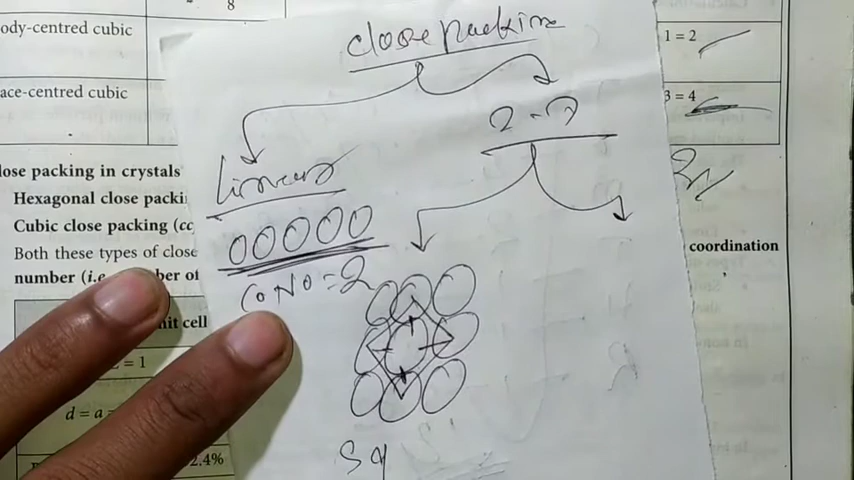 8
ody-centred cubic
1 = 2
ace-centred cubic
3 = 4
close packing
2-D
linear
CO NO = 2
Sq
lose packing in crystals
Hexagonal close packi
Cubic close packing (cc
Both these types of close
coordination
number (i.e
ber of
nit cell
= 1
d = a =
2.4%